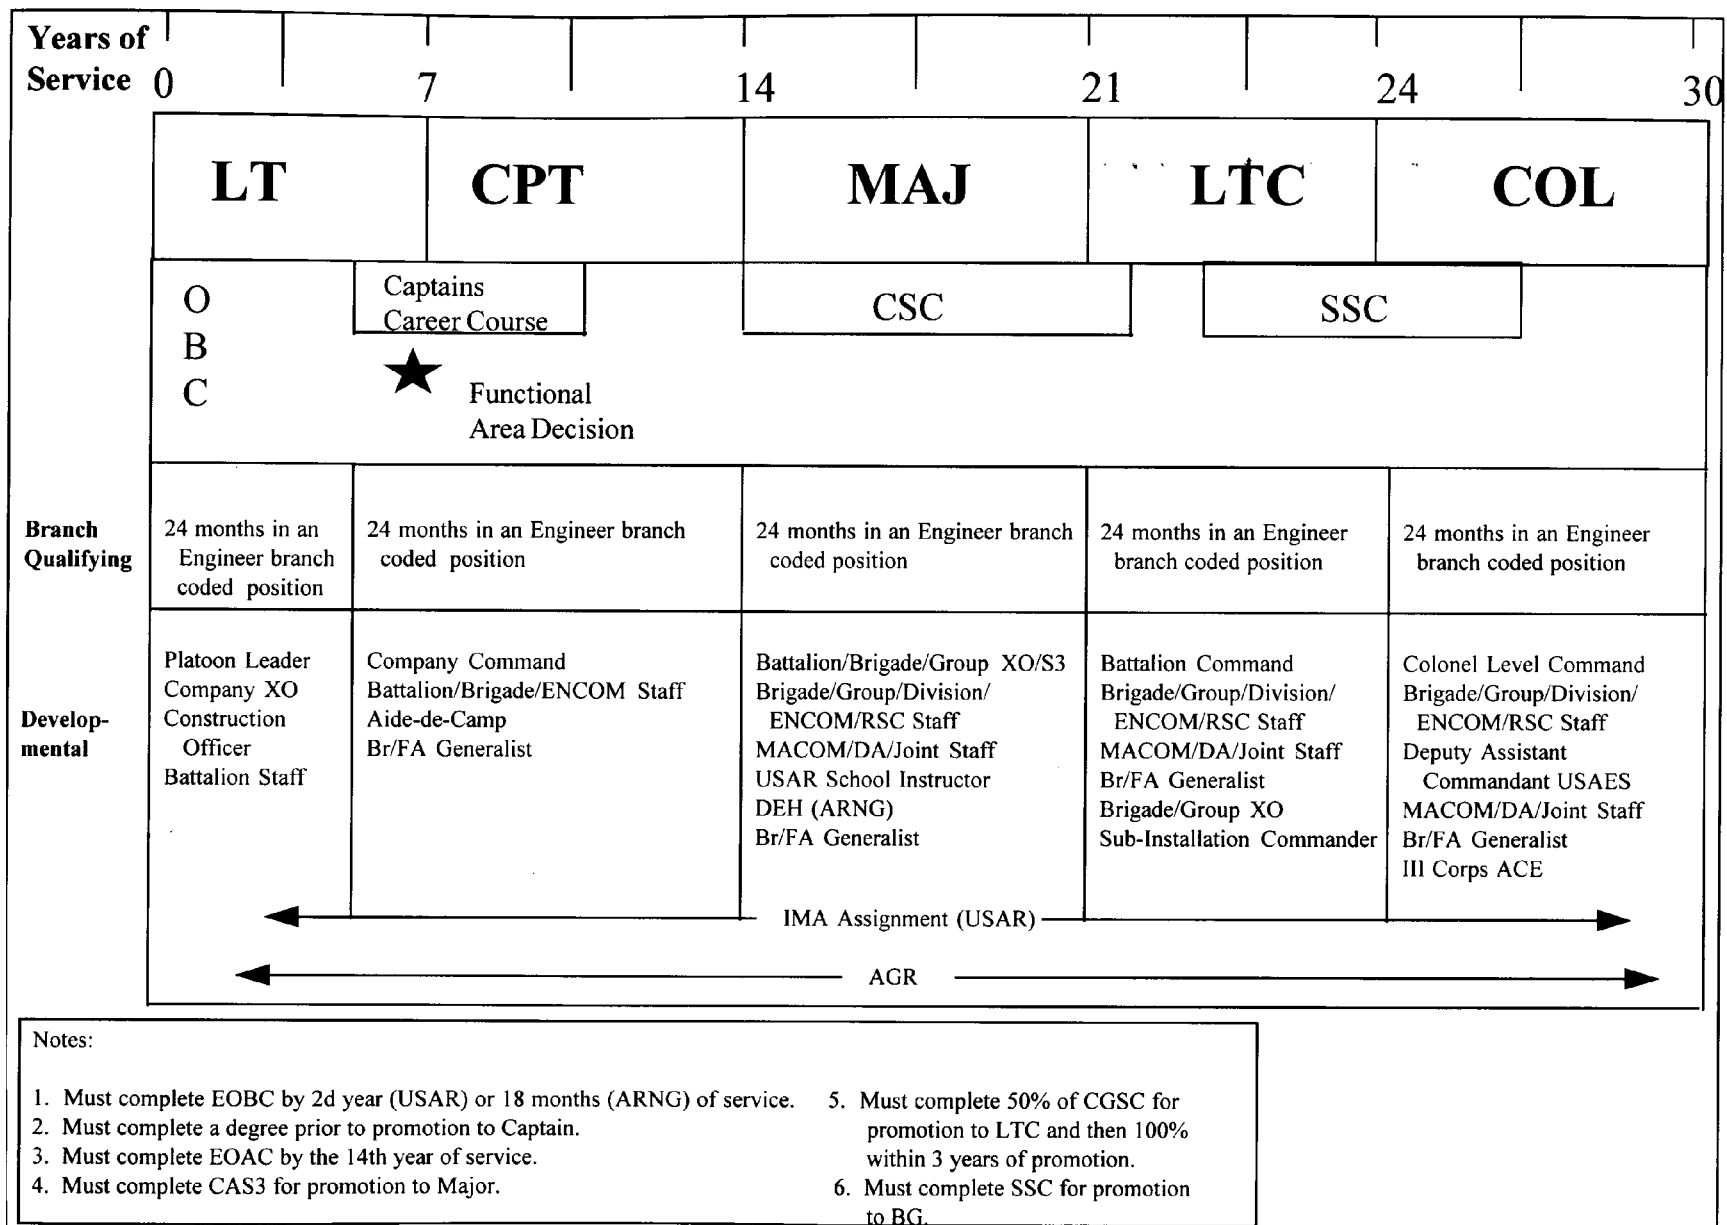 Years of
Service 0 7 14 21 24 30
LT CPT MAJ LTC COL
O
B
C
Captains
Career Course
CSC
SSC
Functional
Area Decision
Branch
Qualifying
24 months in an
Engineer branch
coded position
24 months in an Engineer branch
coded position
24 months in an Engineer branch
coded position
24 months in an Engineer
branch coded position
24 months in an Engineer
branch coded position
Develop-
mental
Platoon Leader
Company XO
Construction
Officer
Battalion Staff
Company Command
Battalion/Brigade/ENCOM Staff
Aide-de-Camp
Br/FA Generalist
Battalion/Brigade/Group XO/S3
Brigade/Group/Division/
ENCOM/RSC Staff
MACOM/DA/Joint Staff
USAR School Instructor
DEH (ARNG)
Br/FA Generalist
Battalion Command
Brigade/Group/Division/
ENCOM/RSC Staff
MACOM/DA/Joint Staff
Br/FA Generalist
Brigade/Group XO
Sub-Installation Commander
Colonel Level Command
Brigade/Group/Division/
ENCOM/RSC Staff
Deputy Assistant
Commandant USAES
MACOM/DA/Joint Staff
Br/FA Generalist
III Corps ACE
IMA Assignment (USAR)
AGR
Notes:
1. Must complete EOBC by 2d year (USAR) or 18 months (ARNG) of service.
2. Must complete a degree prior to promotion to Captain.
3. Must complete EOAC by the 14th year of service.
4. Must complete CAS3 for promotion to Major.
5. Must complete 50% of CGSC for
promotion to LTC and then 100%
within 3 years of promotion.
6. Must complete SSC for promotion
to BG.